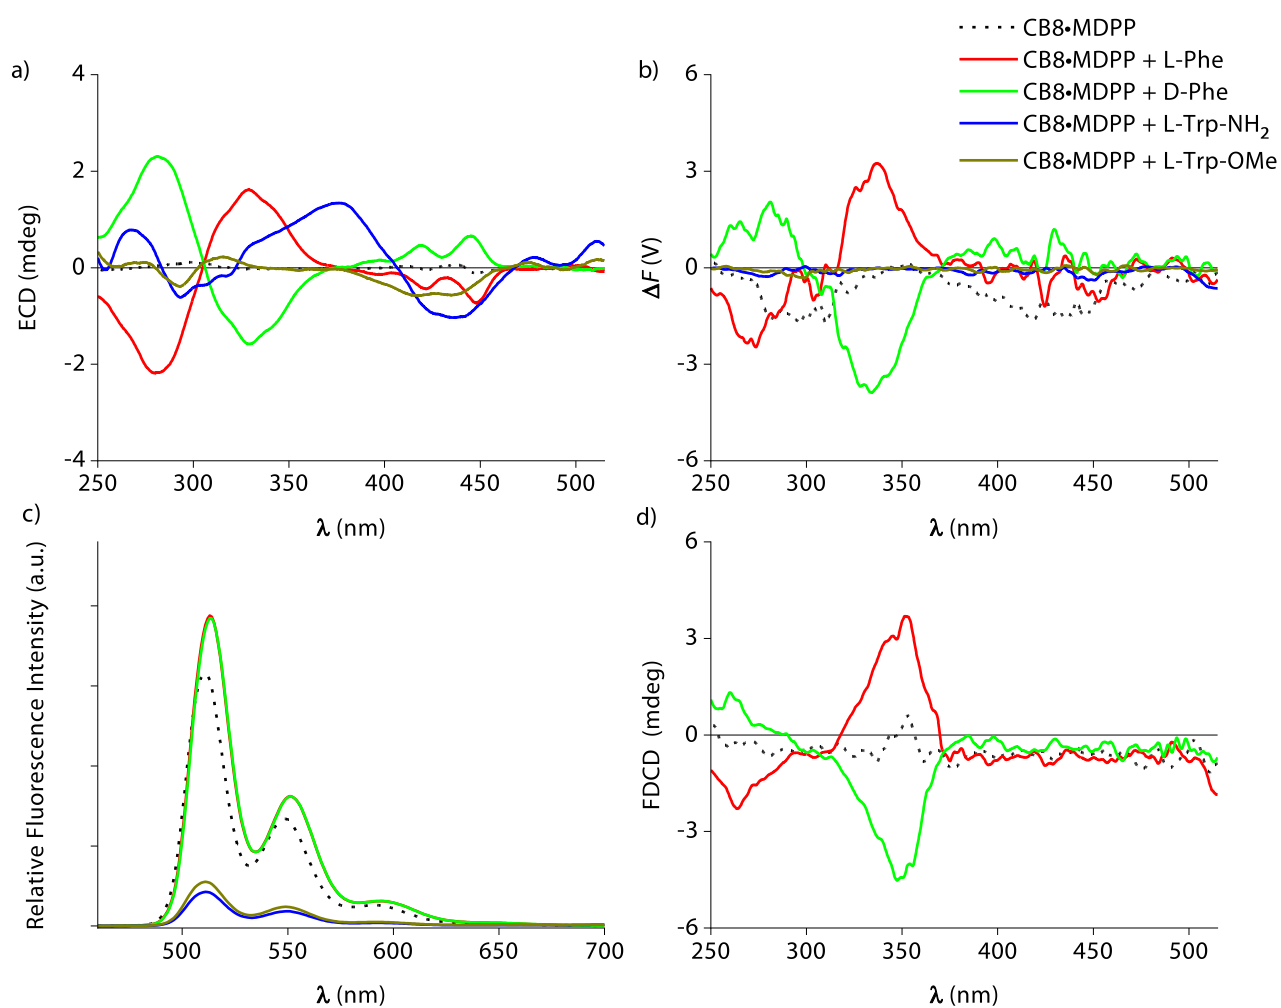 CB8•MDPP
CB8•MDPP + L-Phe
CB8•MDPP + D-Phe
CB8•MDPP + L-Trp-NH₂
CB8•MDPP + L-Trp-OMe
a)
ECD (mdeg)
4
2
0
-2
-4
250 300 350 400 450 500
λ (nm)
b)
ΔF (V)
6
3
0
-3
-6
250 300 350 400 450 500
λ (nm)
c)
Relative Fluorescence Intensity (a.u.)
500 550 600 650 700
λ (nm)
d)
FDCD (mdeg)
6
3
0
-3
-6
250 300 350 400 450 500
λ (nm)